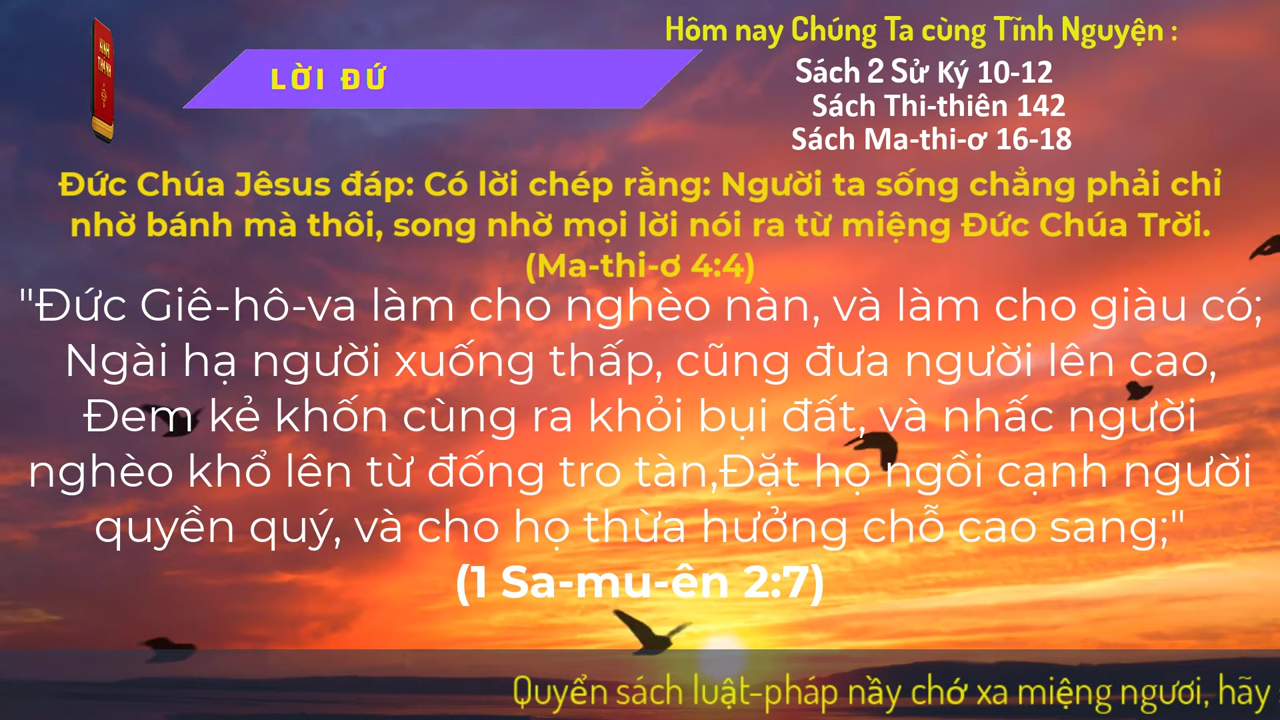 KINH
THÁNH
LỜI ĐỨ
Hôm nay Chúng Ta cùng Tĩnh Nguyện :
Sách 2 Sử Ký 10-12
Sách Thi-thiên 142
Sách Ma-thi-ơ 16-18
Đức Chúa Jêsus đáp: Có lời chép rằng: Người ta sống chẳng phải chỉ
nhờ bánh mà thôi, song nhờ mọi lời nói ra từ miệng Đức Chúa Trời.
(Ma-thi-ơ 4:4)
"Đức Giê-hô-va làm cho nghèo nàn, và làm cho giàu có;
Ngài hạ người xuống thấp, cũng đưa người lên cao,
Đem kẻ khốn cùng ra khỏi bụi đất, và nhấc người
nghèo khổ lên từ đống tro tàn,Đặt họ ngồi cạnh người
quyền quý, và cho họ thừa hưởng chỗ cao sang;"
(1 Sa-mu-ên 2:7)
Quyển sách luật-pháp nầy chớ xa miệng ngươi, hãy